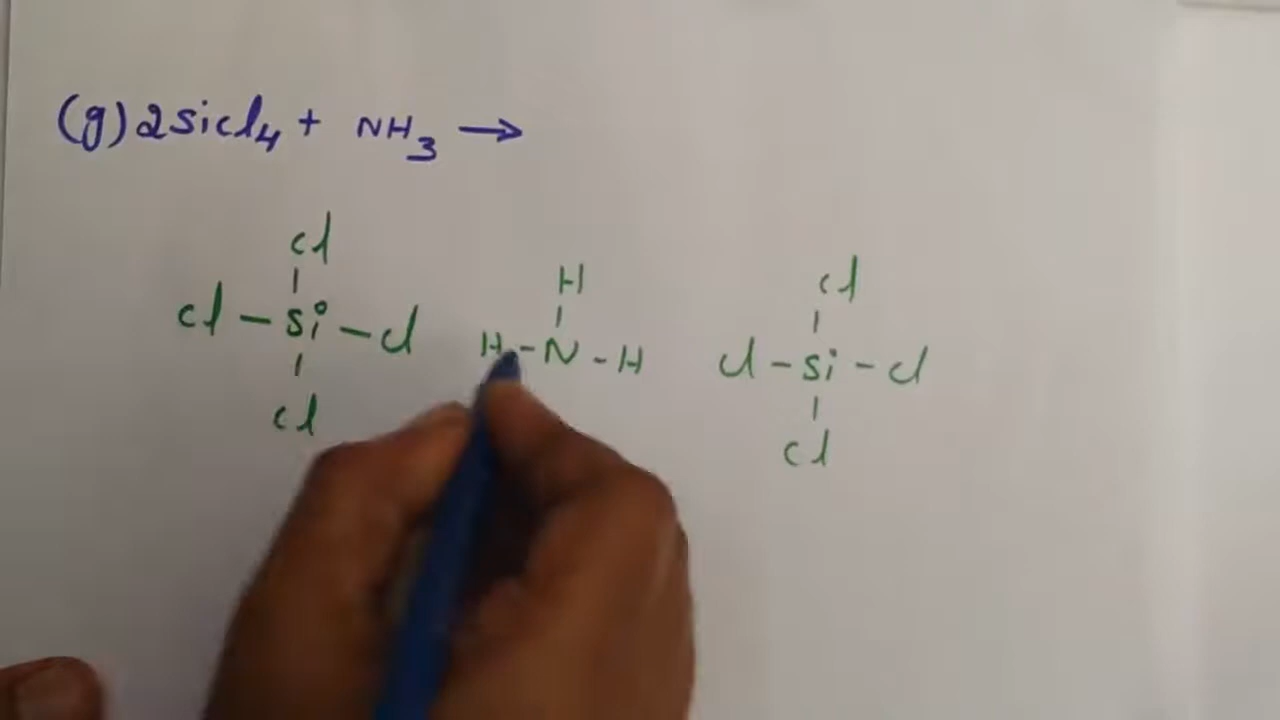 (g) 2sicl4 + NH3 →
cl
H
cl
cl - si - cl
H - N - H
cl - si - cl
cl
cl